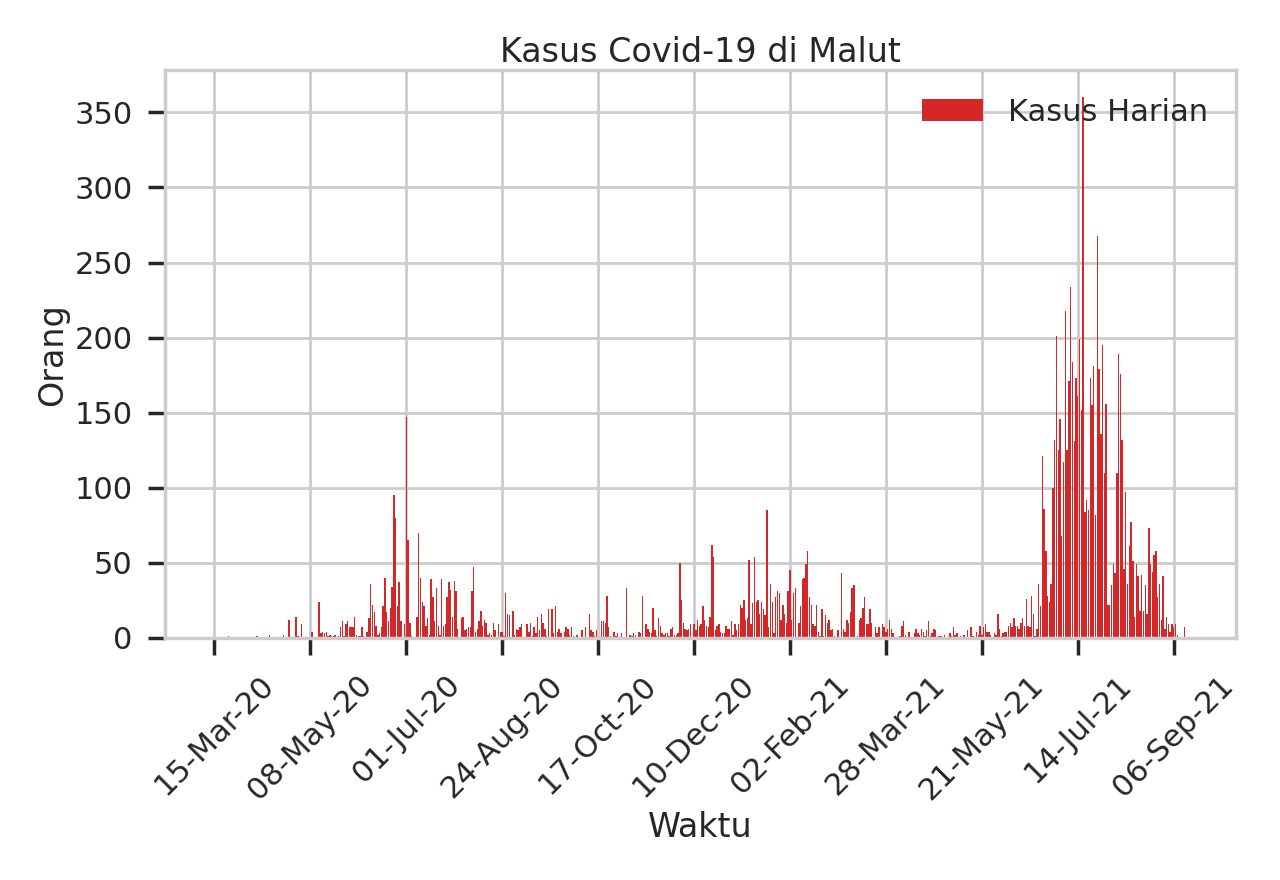 Kasus Covid-19 di Malut
Kasus Harian
Orang
350
300
250
200
150
100
50
0
15-Mar-20
08-May-20
01-Jul-20
24-Aug-20
17-Oct-20
10-Dec-20
02-Feb-21
28-Mar-21
21-May-21
14-Jul-21
06-Sep-21
Waktu